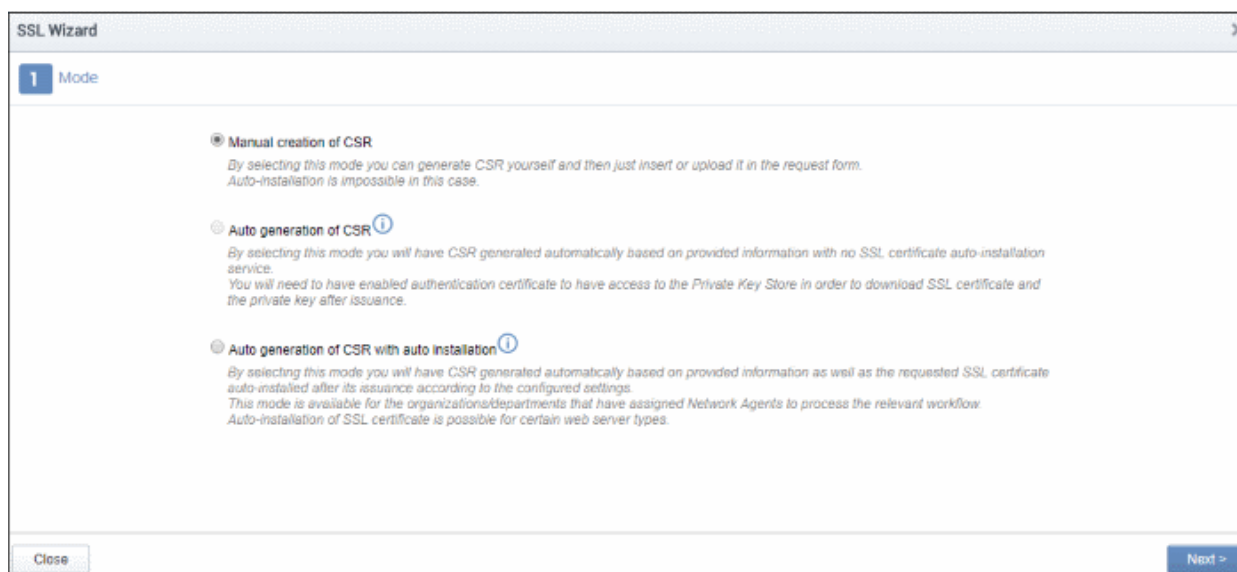 SSL Wizard
1 Mode
Manual creation of CSR
By selecting this mode you can generate CSR yourself and then just insert or upload it in the request form.
Auto-installation is impossible in this case.
Auto generation of CSR
By selecting this mode you will have CSR generated automatically based on provided information with no SSL certificate auto-installation
service.
You will need to have enabled authentication certificate to have access to the Private Key Store in order to download SSL certificate and
the private key after issuance.
Auto generation of CSR with auto installation
By selecting this mode you will have CSR generated automatically based on provided information as well as the requested SSL certificate
auto-installed after its issuance according to the configured settings.
This mode is available for the organizations/departments that have assigned Network Agents to process the relevant workflow.
Auto-installation of SSL certificate is possible for certain web server types.
Close
Next >